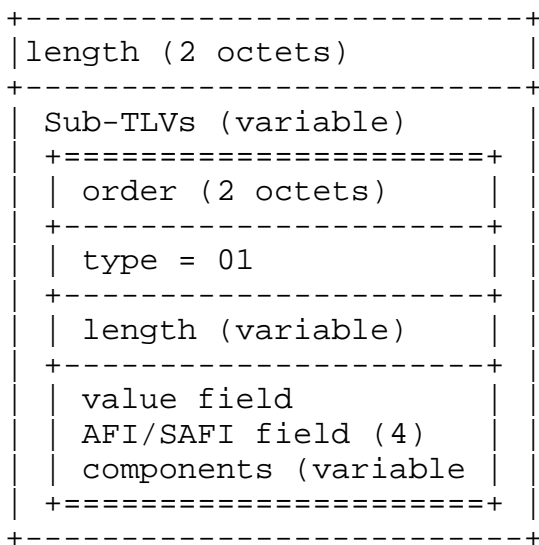 length (2 octets)
Sub-TLVs (variable)
order (2 octets)
type = 01
length (variable)
value field
AFI/SAFI field (4)
components (variable